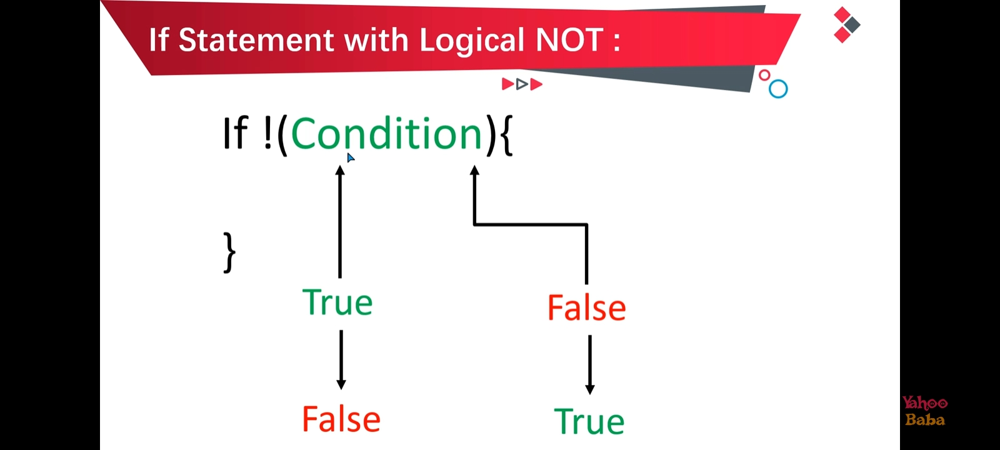 If Statement with Logical NOT :
If !(Condition){
}
True
False
False
True
Yahoo
Baba